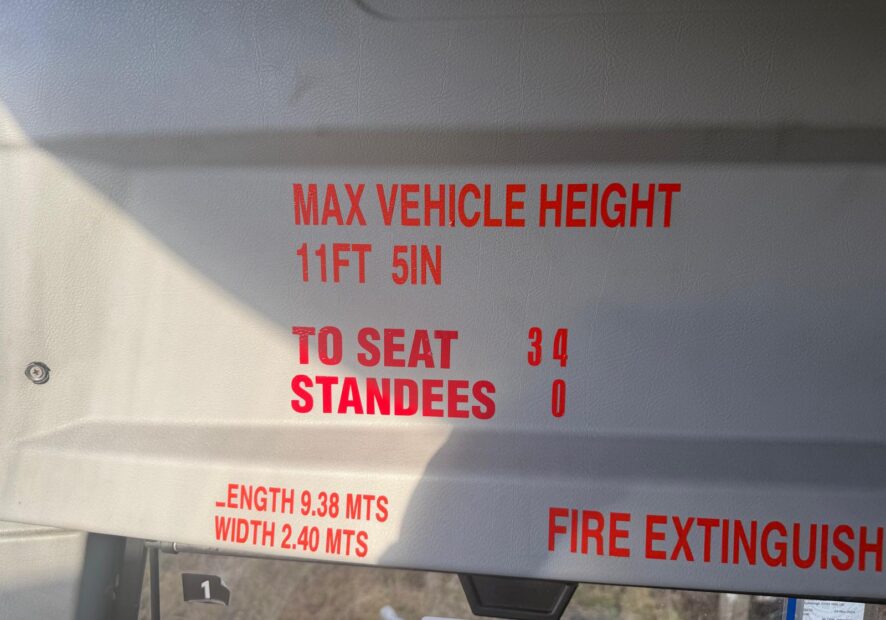 MAX VEHICLE HEIGHT
11FT 5IN
TO SEAT 34
STANDEES 0
LENGTH 9.38 MTS
WIDTH 2.40 MTS
FIRE EXTINGUISH
1